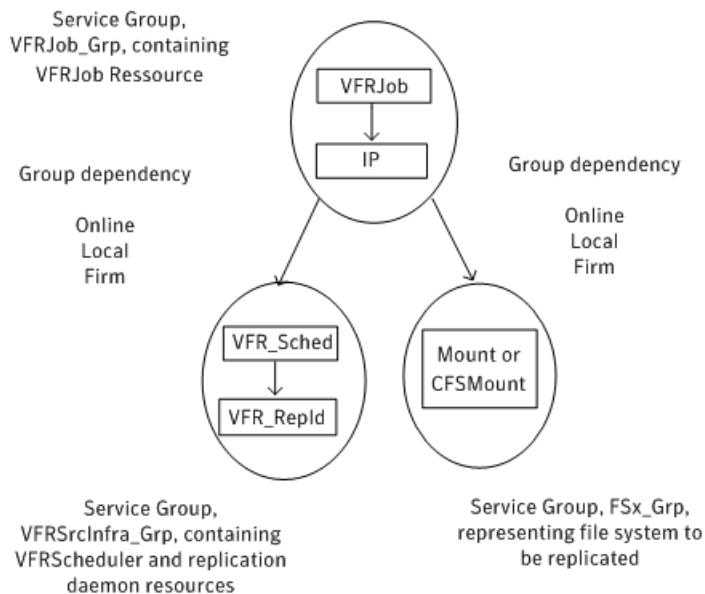 Service Group,
VFRJob_Grp, containing
VFRJob Ressource
VFRJob
IP
Group dependency
Online
Local
Firm
Group dependency
Online
Local
Firm
VFR_Sched
VFR_RepId
Mount or
CFSMount
Service Group,
VFRSrcInfra_Grp, containing
VFRScheduler and replication
daemon resources
Service Group, FSx_Grp,
representing file system to
be replicated